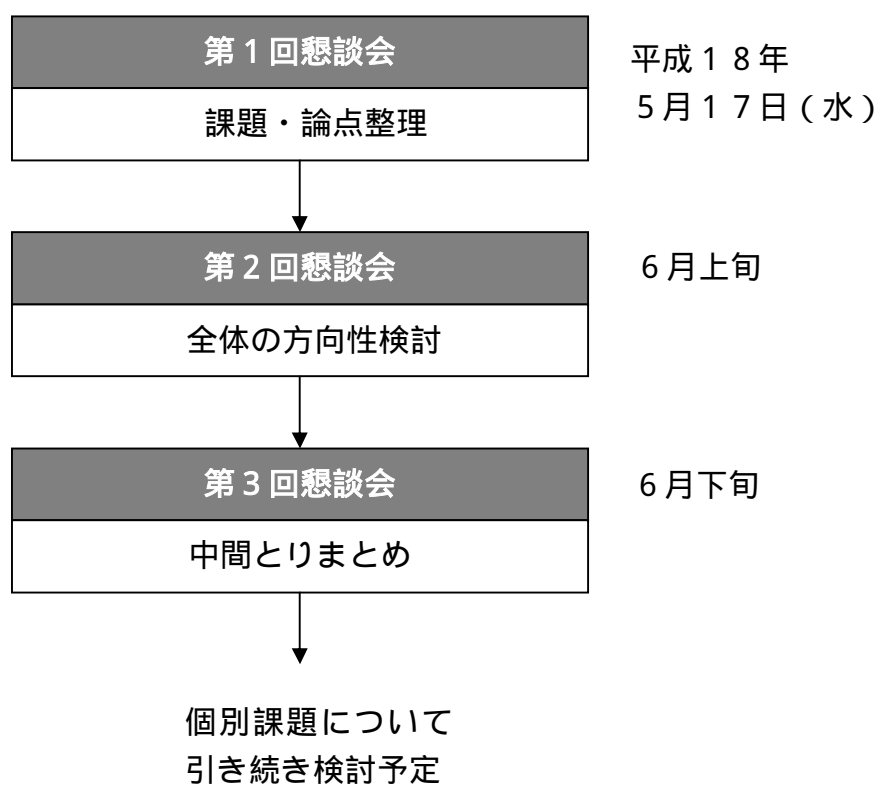 第１回懇談会
平成１８年
５月１７日（水）
課題・論点整理
第２回懇談会
６月上旬
全体の方向性検討
第３回懇談会
６月下旬
中間とりまとめ
個別課題について
引き続き検討予定